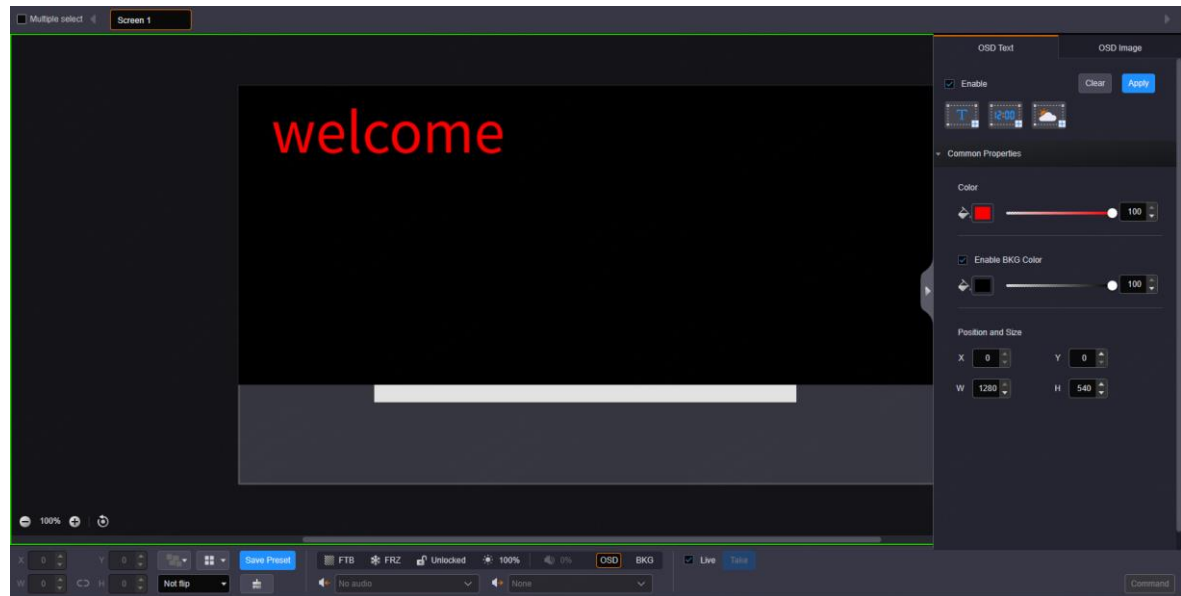 Multiple select Screen 1
OSD Text OSD Image
Enable Clear Apply
T 12:00
welcome
Common Properties
Color
100
Enable BKG Color
100
Position and Size
X 0 Y 0
W 1280 H 540
100%
X 0 Y 0 Save Preset FTB FRZ Unlocked 100% 0% OSD BKG Live Take
W 0 H 0 Not flip No audio None Command